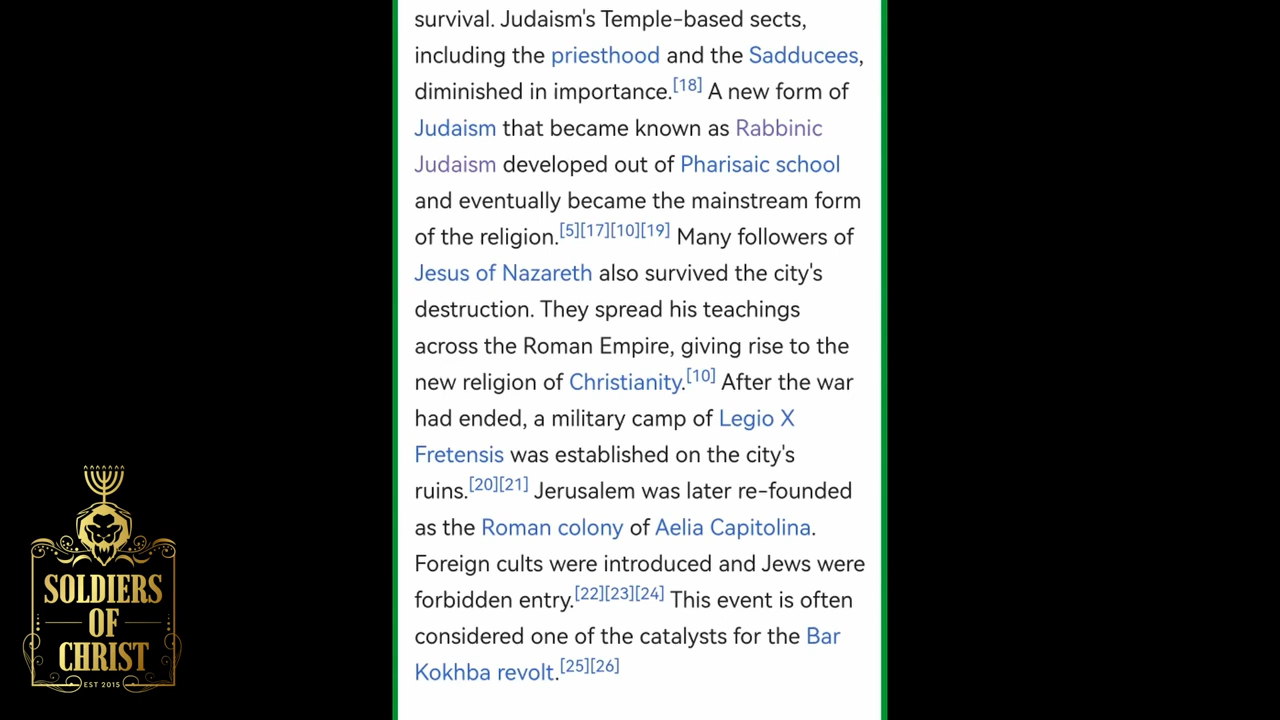 survival. Judaism's Temple-based sects,
including the priesthood and the Sadducees,
diminished in importance.[18] A new form of
Judaism that became known as Rabbinic
Judaism developed out of Pharisaic school
and eventually became the mainstream form
of the religion.[5][17][10][19] Many followers of
Jesus of Nazareth also survived the city's
destruction. They spread his teachings
across the Roman Empire, giving rise to the
new religion of Christianity.[10] After the war
had ended, a military camp of Legio X
Fretensis was established on the city's
ruins.[20][21] Jerusalem was later re-founded
as the Roman colony of Aelia Capitolina.
Foreign cults were introduced and Jews were
forbidden entry.[22][23][24] This event is often
considered one of the catalysts for the Bar
Kokhba revolt.[25][26]
SOLDIERS
OF
CHRIST
EST 2015